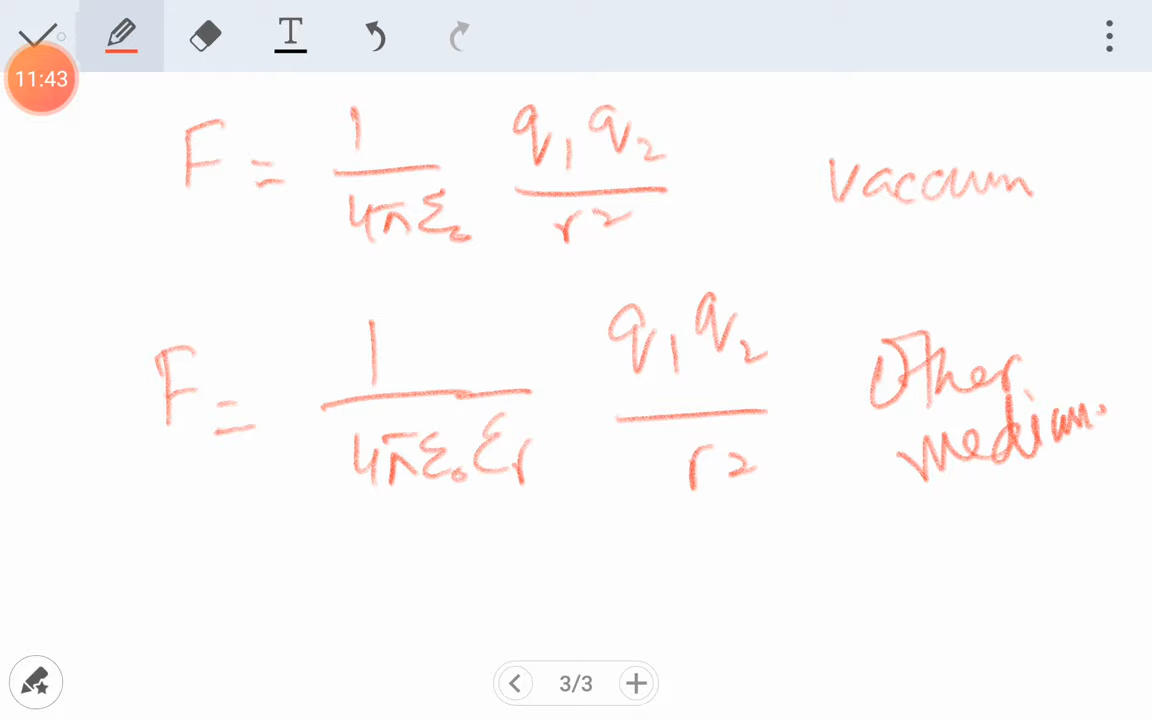 11:43
T
F = 1/4πε₀ q₁q₂/r² vaccum
F = 1/4πε₀εr q₁q₂/r² Other
medium.
3/3